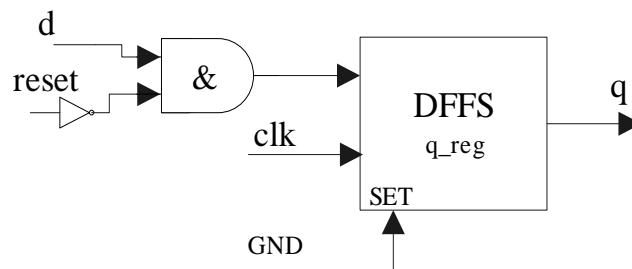 d
reset
&
clk
DFFS
q_reg
SET
q
GND